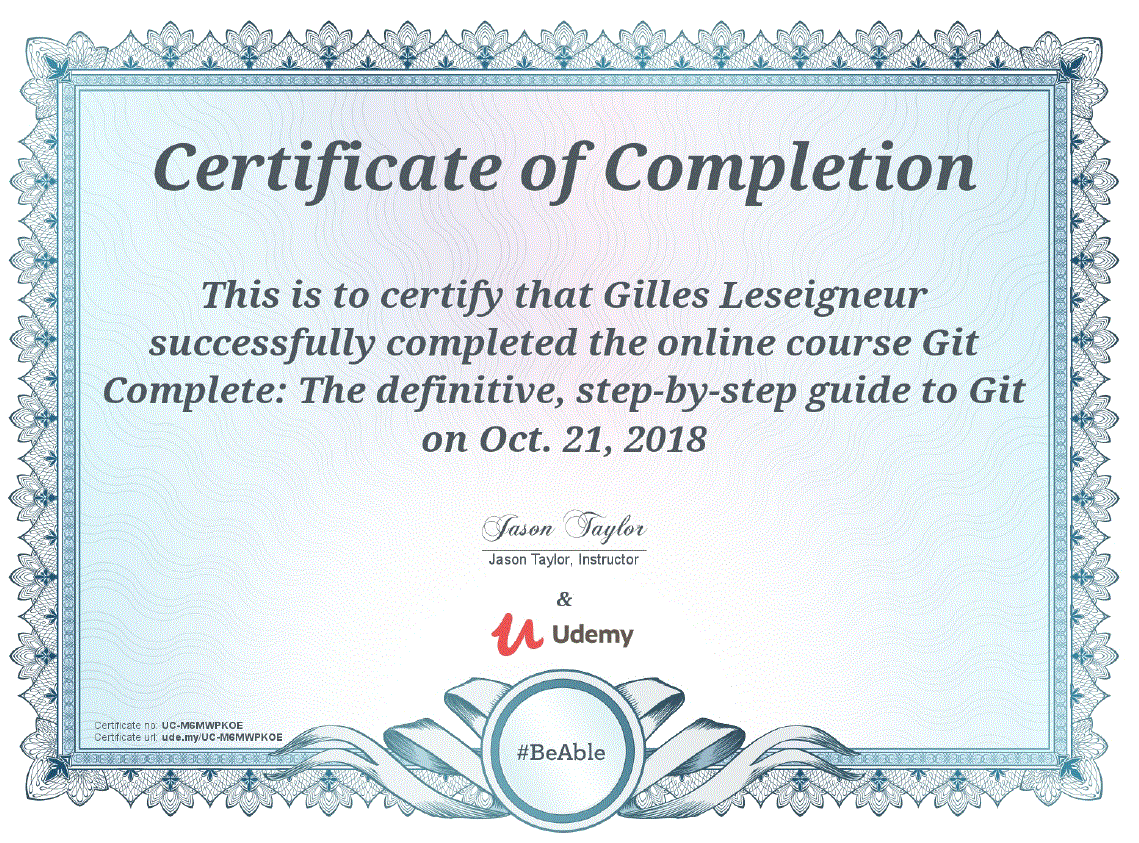 Certificate of Completion
This is to certify that Gilles Leseigneur
successfully completed the online course Git
Complete: The definitive, step-by-step guide to Git
on Oct. 21, 2018
Jason Taylor
Jason Taylor, Instructor
&
Udemy
Certificate no: UC-M6MWPKOE
Certificate url: ude.my/UC-M6MWPKOE
#BeAble